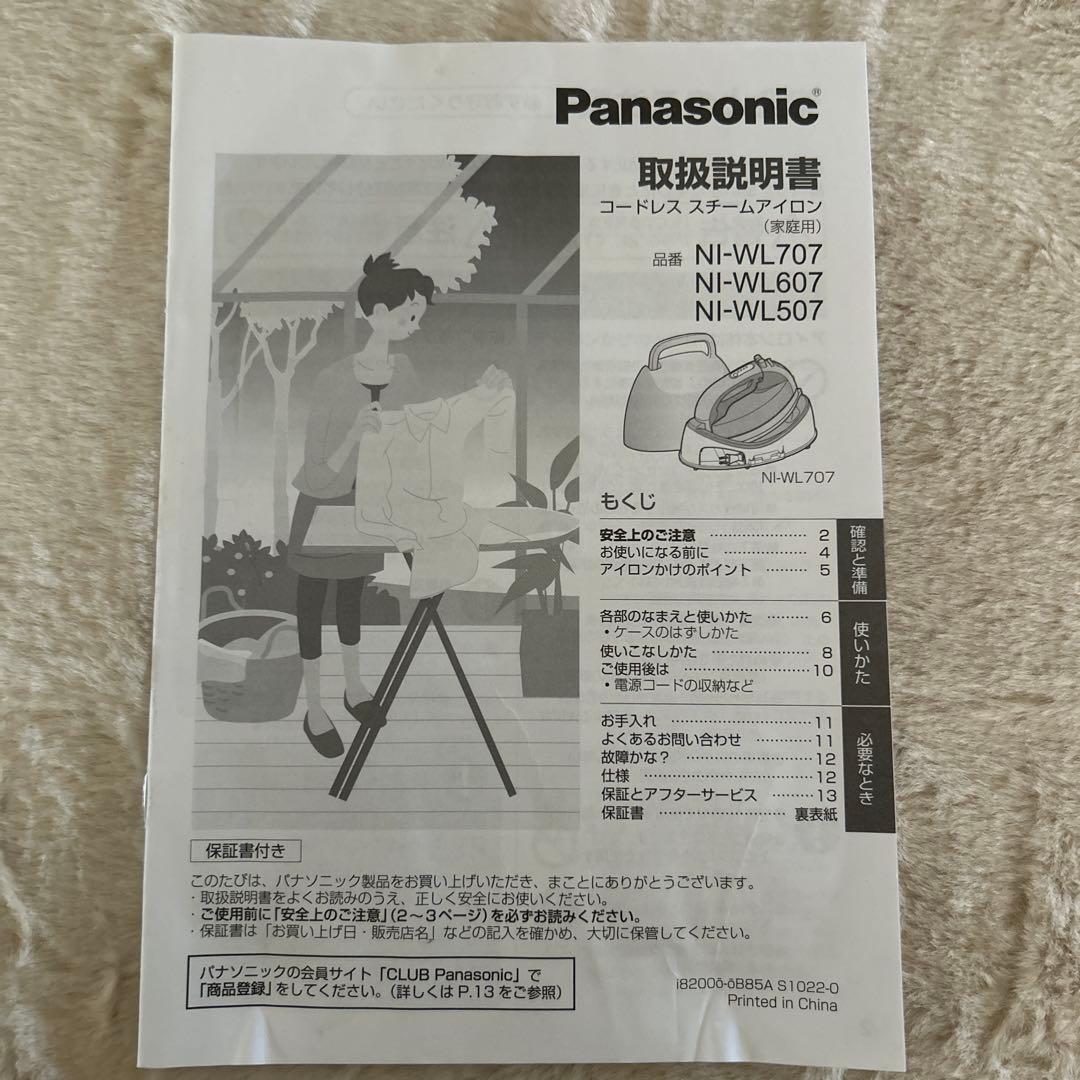 Panasonic®
取扱説明書
コードレス スチームアイロン
（家庭用）
品番 NI-WL707
NI-WL607
NI-WL507
NI-WL707
もくじ
安全上のご注意 ………………… 2
お使いになる前に ……………… 4
アイロンかけのポイント ……… 5
確認と準備
各部のなまえと使いかた ……… 6
・ケースのはずしかた
使いこなしかた ………………… 8
ご使用後は ……………………… 10
・電源コードの収納など
使いかた
お手入れ ………………………… 11
よくあるお問い合わせ ………… 11
故障かな？ ……………………… 12
仕様 ……………………………… 12
保証とアフターサービス ……… 13
保証書 ……………………… 裏表紙
必要なとき
保証書付き
このたびは、パナソニック製品をお買い上げいただき、まことにありがとうございます。
・取扱説明書をよくお読みのうえ、正しく安全にお使いください。
・ご使用前に「安全上のご注意」（2～3ページ）を必ずお読みください。
・保証書は「お買い上げ日・販売店名」などの記入を確かめ、大切に保管してください。
パナソニックの会員サイト「CLUB Panasonic」で
「商品登録」をしてください。（詳しくは P.13 をご参照）
S1022-0
Printed in China